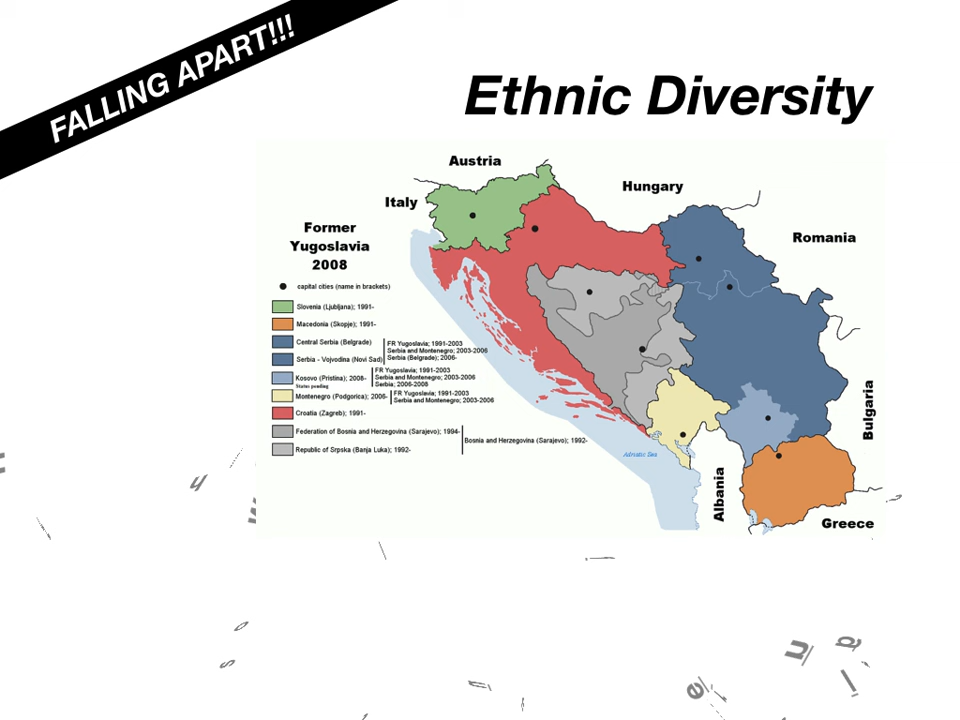 FALLING APART!!!
Ethnic Diversity
Austria
Hungary
Italy
Romania
Former
Yugoslavia
2008
capital cities (name in brackets)
Slovenia (Ljubljana); 1991-
Macedonia (Skopje); 1991-
Central Serbia (Belgrade)
Serbia - Vojvodina (Novi Sad)
FR Yugoslavia; 1991-2003
Serbia and Montenegro; 2003-2006
Serbia (Belgrade); 2006-
Kosovo (Pristina); 2008-
Status pending
FR Yugoslavia; 1991-2003
Serbia and Montenegro; 2003-2006
Serbia; 2006-2008
Montenegro (Podgorica); 2006-
FR Yugoslavia; 1991-2003
Serbia and Montenegro; 2003-2006
Croatia (Zagreb); 1991-
Federation of Bosnia and Herzegovina (Sarajevo); 1994-
Republic of Srpska (Banja Luka); 1992-
Bosnia and Herzegovina (Sarajevo); 1992-
Adriatic Sea
Bulgaria
Albania
Greece